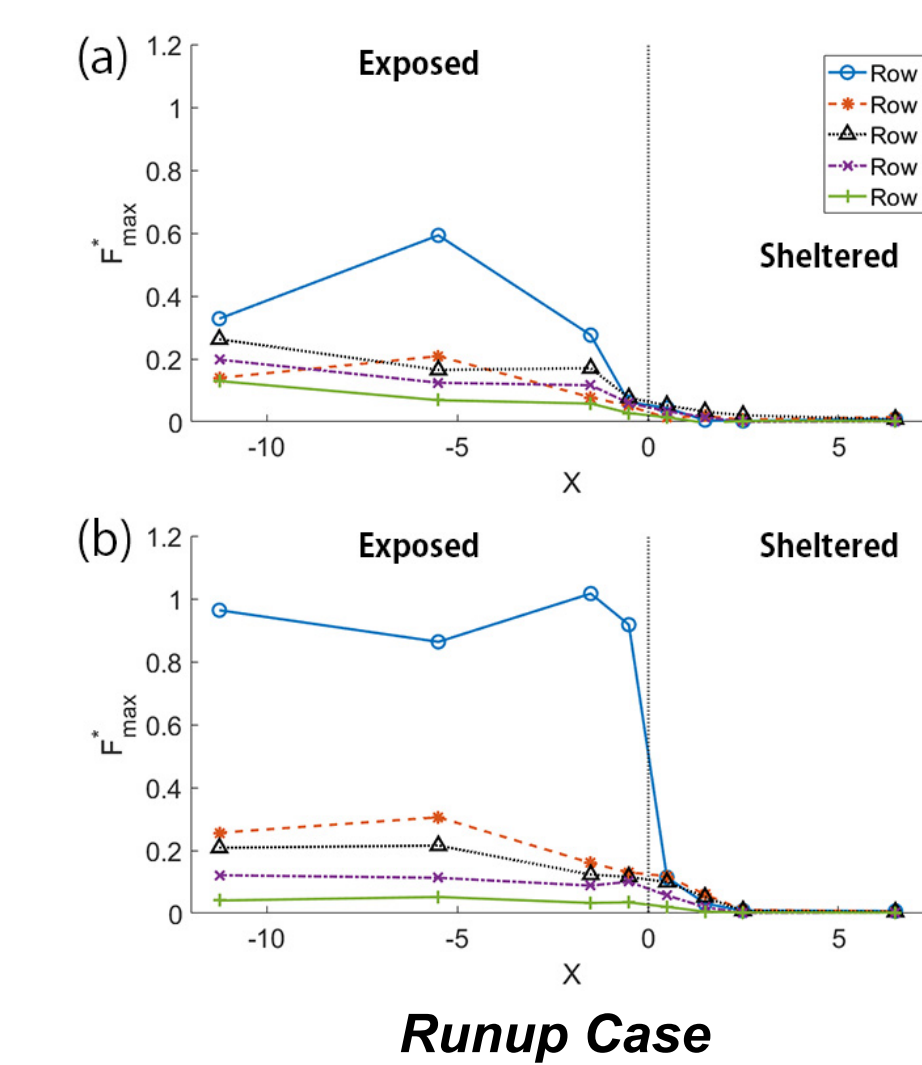 (a)
Exposed
Sheltered
Row
Row
Row
Row
Row
1.2
1
0.8
0.6
0.4
0.2
0
F*max
-10
-5
0
5
X
(b)
Exposed
Sheltered
1.2
1
0.8
0.6
0.4
0.2
0
F*max
-10
-5
0
5
X
Runup Case